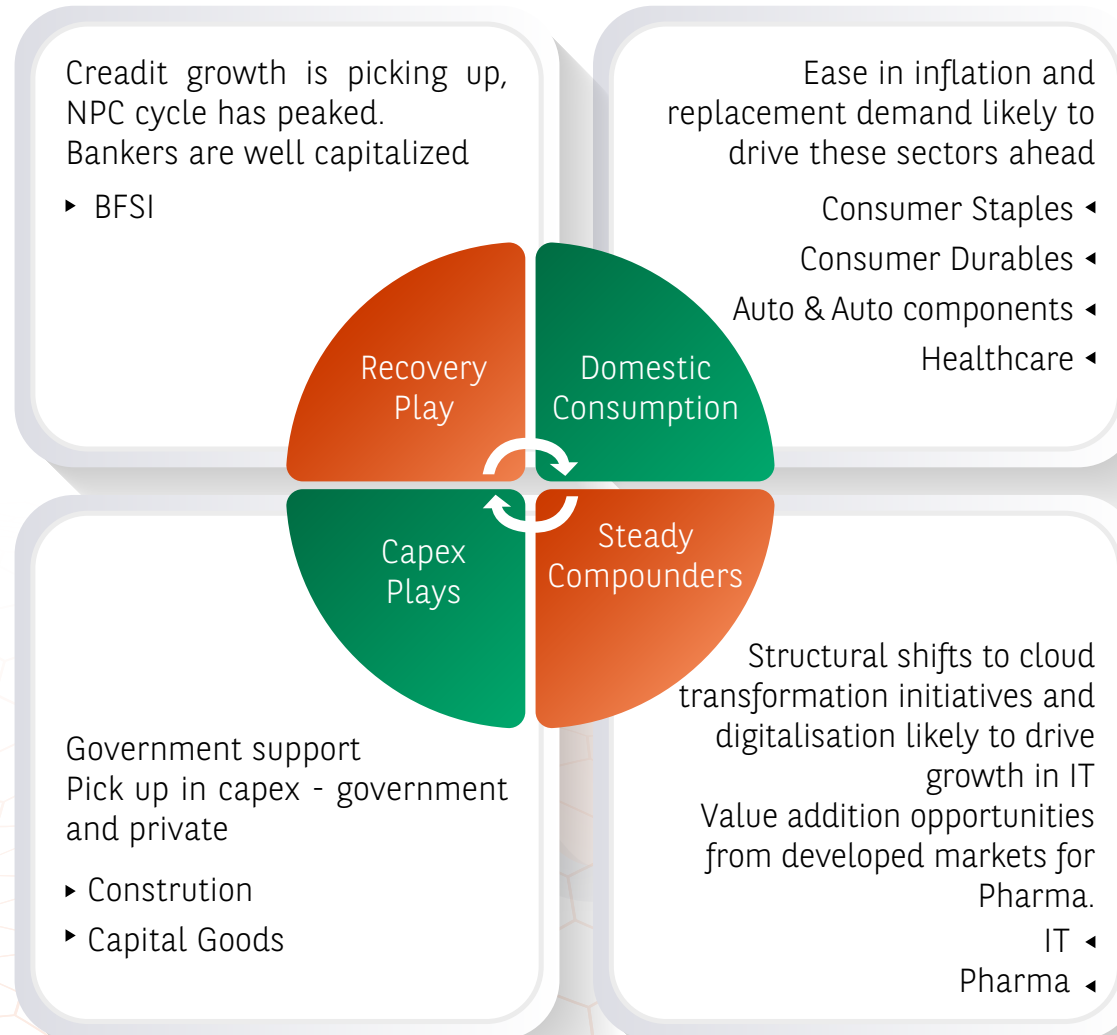 Creadit growth is picking up,
NPC cycle has peaked.
Bankers are well capitalized
▸ BFSI
Ease in inflation and
replacement demand likely to
drive these sectors ahead
Consumer Staples ◂
Consumer Durables ◂
Auto & Auto components ◂
Healthcare ◂
Recovery
Play
Domestic
Consumption
Capex
Plays
Steady
Compounders
Government support
Pick up in capex - government
and private
▸ Constrution
▸ Capital Goods
Structural shifts to cloud
transformation initiatives and
digitalisation likely to drive
growth in IT
Value addition opportunities
from developed markets for
Pharma.
IT ◂
Pharma ◂